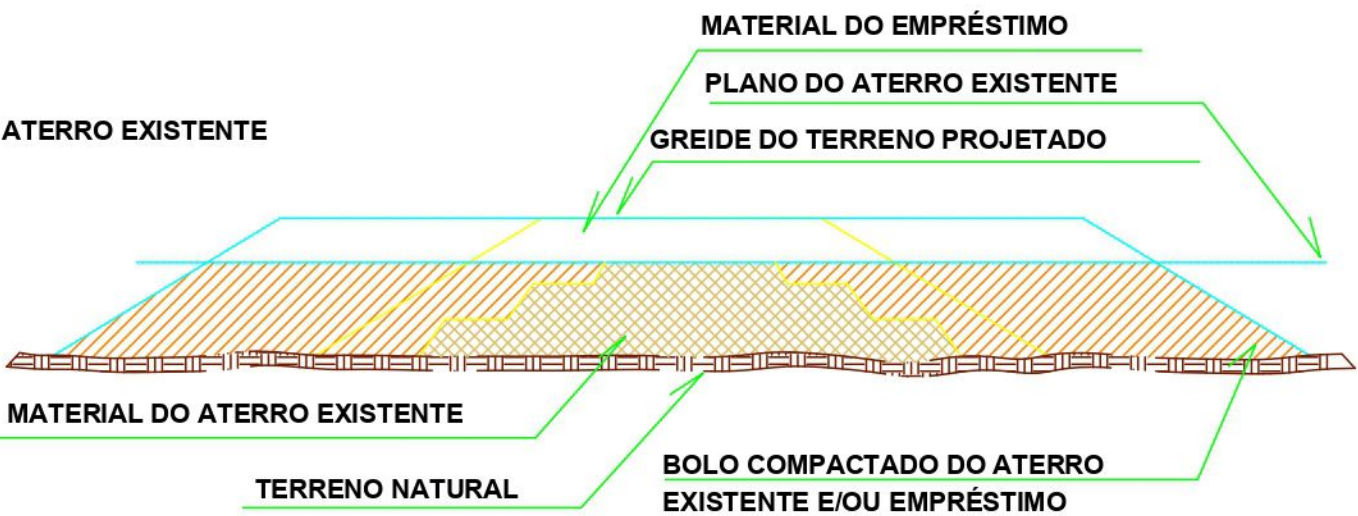 MATERIAL DO EMPRÉSTIMO
PLANO DO ATERRO EXISTENTE
ATERRO EXISTENTE
GREIDE DO TERRENO PROJETADO
MATERIAL DO ATERRO EXISTENTE
TERRENO NATURAL
BOLO COMPACTADO DO ATERRO
EXISTENTE E/OU EMPRÉSTIMO